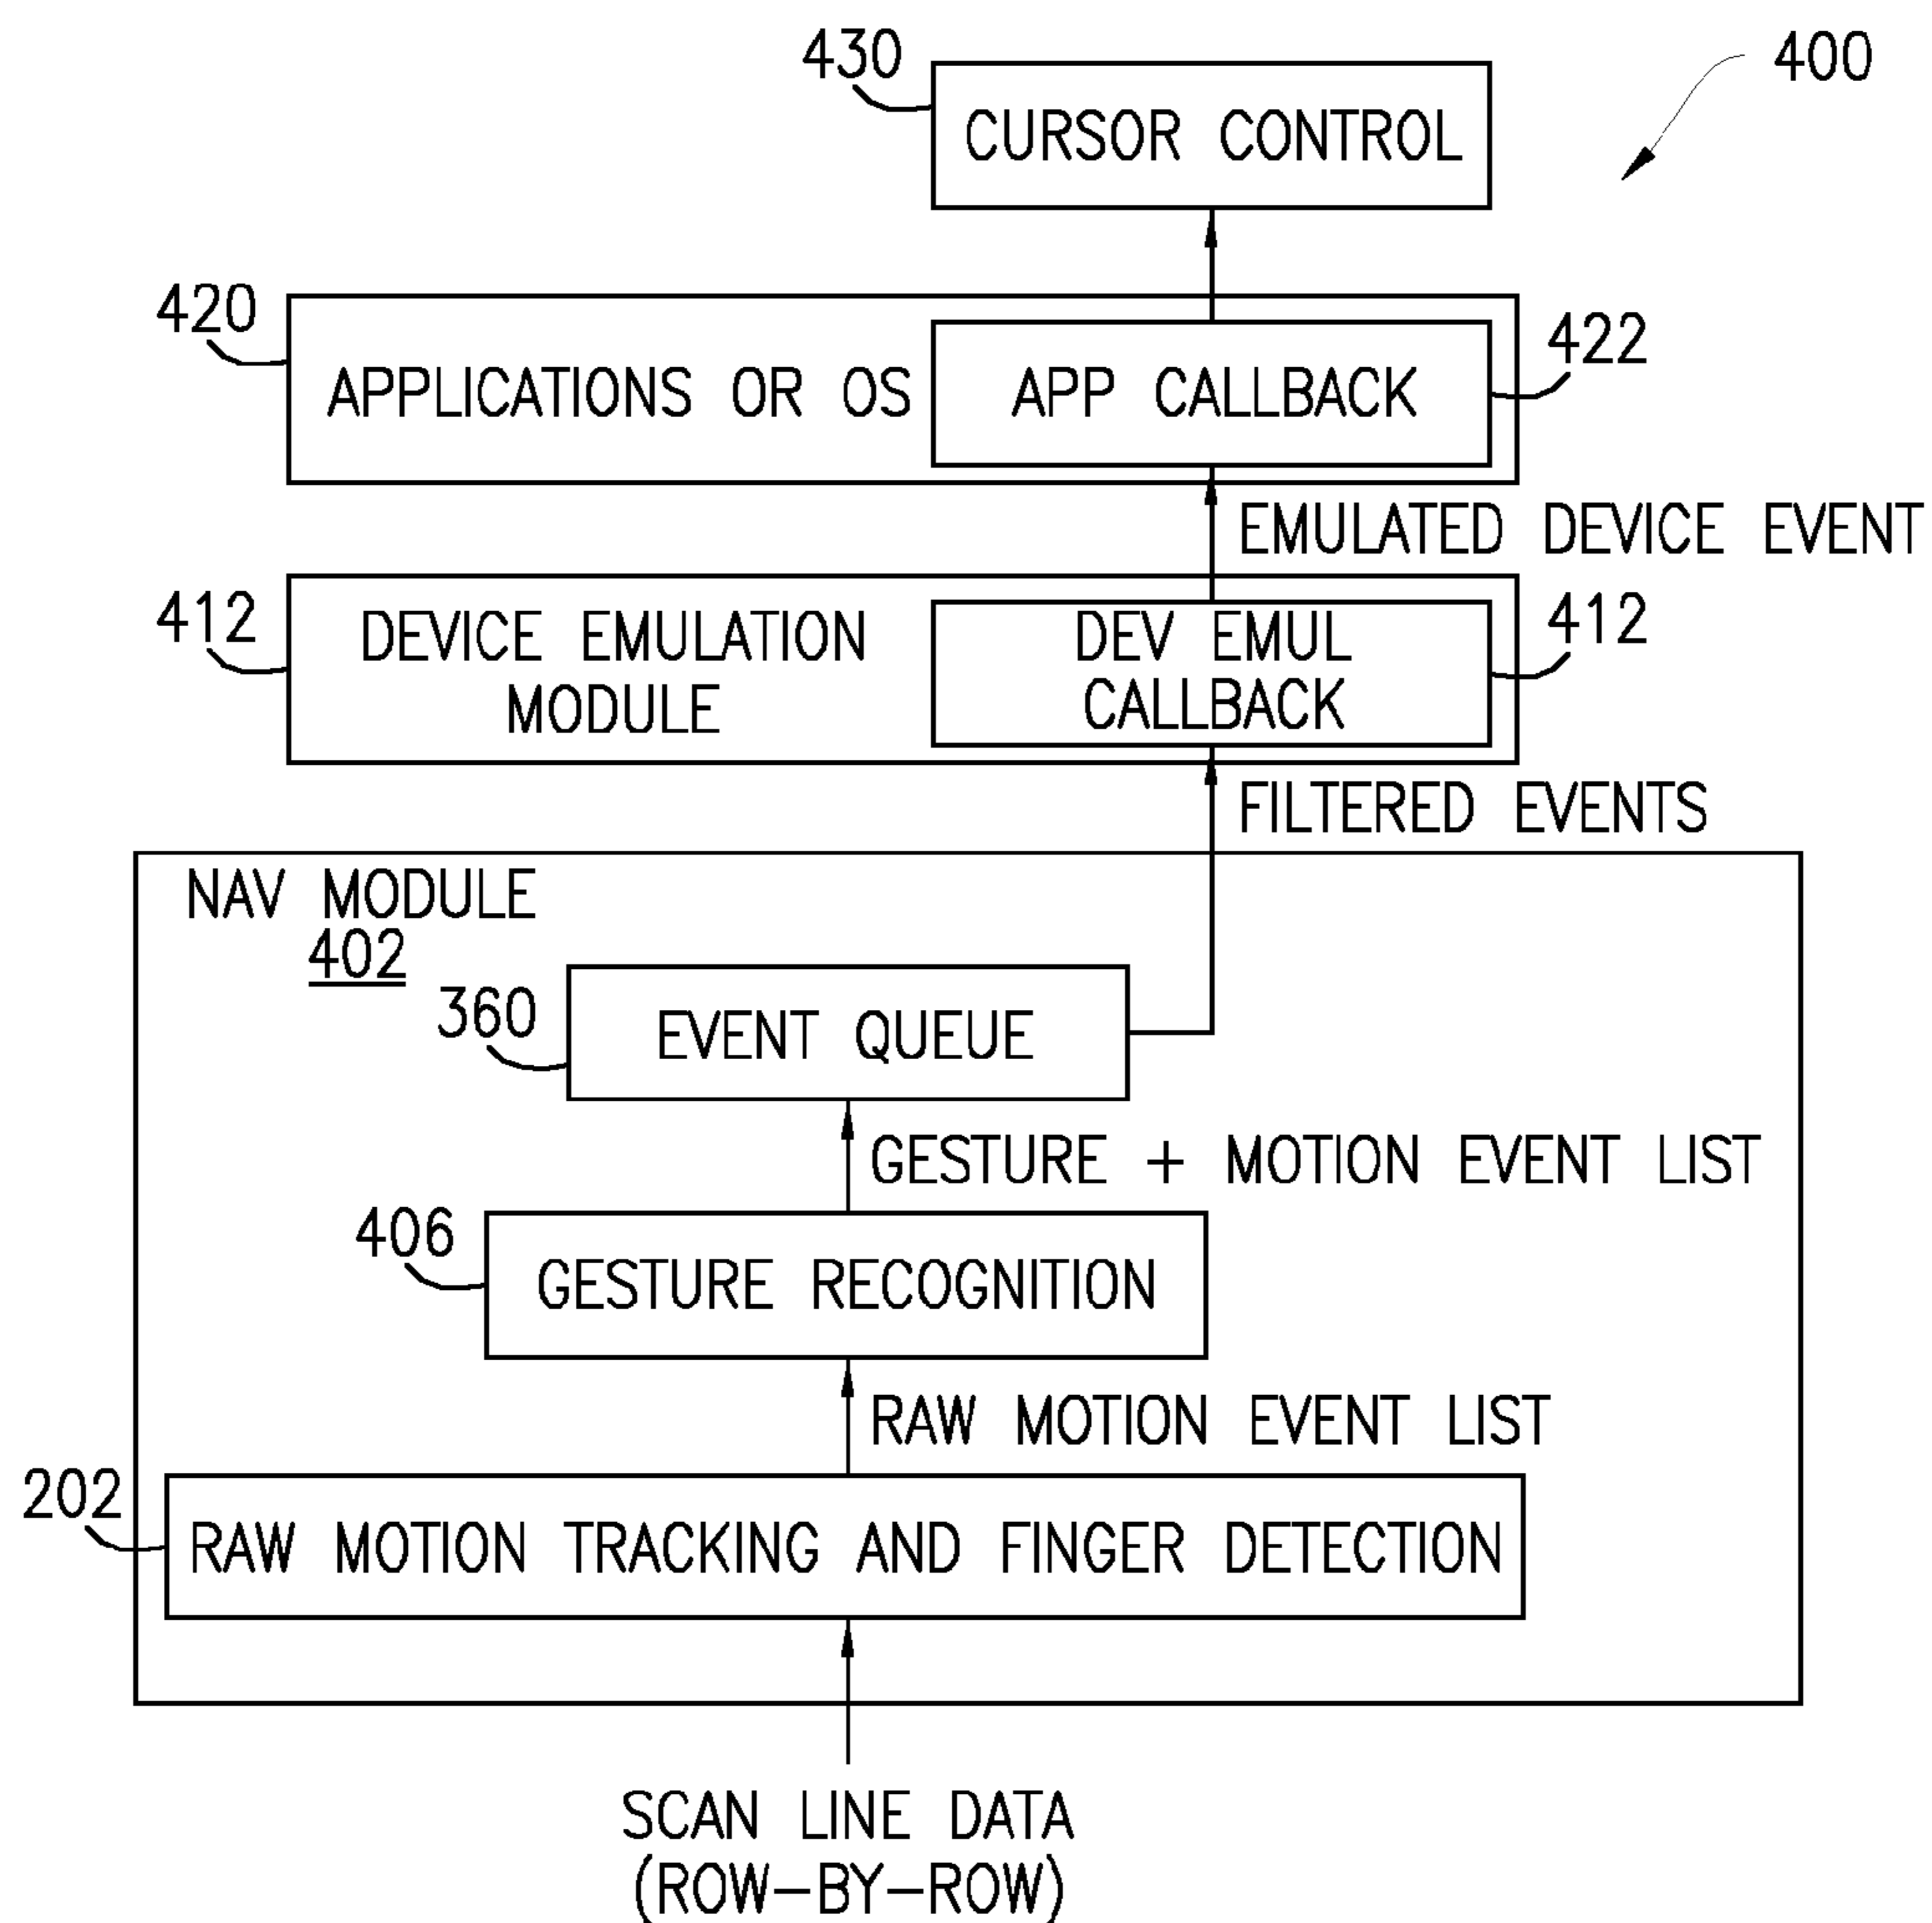 430
400
CURSOR CONTROL
420
422
APPLICATIONS OR OS
APP CALLBACK
EMULATED DEVICE EVENT
412
412
DEVICE EMULATION
MODULE
DEV EMUL
CALLBACK
FILTERED EVENTS
NAV MODULE
402
360
EVENT QUEUE
GESTURE + MOTION EVENT LIST
406
GESTURE RECOGNITION
RAW MOTION EVENT LIST
202
RAW MOTION TRACKING AND FINGER DETECTION
SCAN LINE DATA
(ROW-BY-ROW)